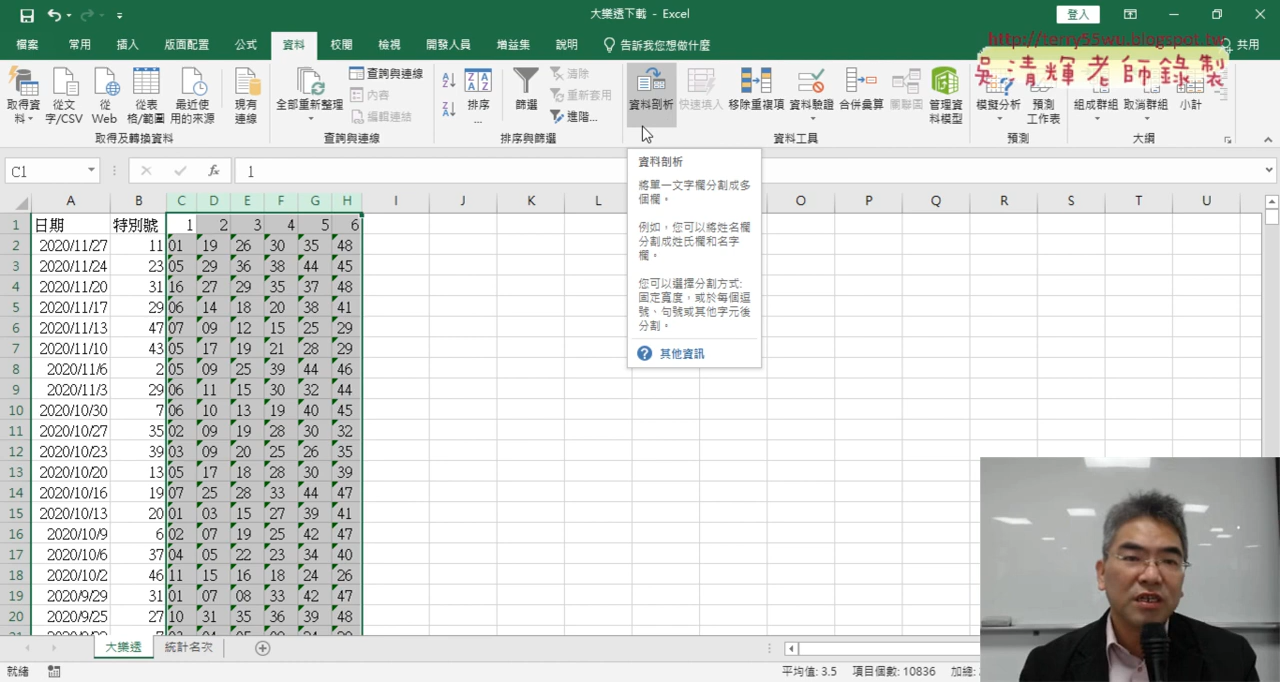 大樂透下載 - Excel
登入
檔案 常用 插入 版面配置 公式 資料 校閱 檢視 開發人員 增益集 說明 告訴我您想做什麼 共用
http://terry55wu.blogspot.tw
吳清輝老師錄製
取得資料 從文字/CSV 從 Web 從表格/範圍 最近使用的來源 現有連線
取得及轉換資料
全部重新整理 查詢與連線 內容 編輯連結
查詢與連線
排序... 篩選 清除 重新套用 進階...
排序與篩選
資料剖析 快速填入 移除重複項 資料驗證 合併彙算 關聯圖 管理資料模型
資料工具
模擬分析 預測工作表
預測
組成群組 取消群組 小計
大綱
C1 fx 1
資料剖析
將單一文字欄分割成多
個欄。
例如，您可以將姓名欄
分割成姓氏欄和名字
欄。
您可以選擇分割方式:
固定寬度，或於每個逗
號、句號或其他字元後
分割。
其他資訊
A B C D E F G H I J K L O P Q R S T U
1 日期 特別號 1 2 3 4 5 6
2 2020/11/27 11 01 19 26 30 35 48
3 2020/11/24 23 05 29 36 38 44 45
4 2020/11/20 31 16 27 29 35 37 48
5 2020/11/17 29 06 14 18 20 38 41
6 2020/11/13 47 07 09 12 15 25 29
7 2020/11/10 43 05 17 19 21 28 29
8 2020/11/6 2 05 09 25 39 44 46
9 2020/11/3 29 06 11 15 30 32 44
10 2020/10/30 7 06 10 13 19 40 45
11 2020/10/27 35 02 09 19 28 30 32
12 2020/10/23 39 03 09 20 25 26 35
13 2020/10/20 13 05 17 18 28 30 39
14 2020/10/16 19 07 25 28 33 44 47
15 2020/10/13 20 01 03 15 27 39 41
16 2020/10/9 6 02 07 19 25 42 47
17 2020/10/6 37 04 05 22 23 34 40
18 2020/10/2 46 11 15 16 18 24 26
19 2020/9/29 31 01 07 08 33 42 47
20 2020/9/25 27 10 31 35 36 39 48
大樂透 統計名次
就緒 平均值: 3.5 項目個數: 10836 加總: